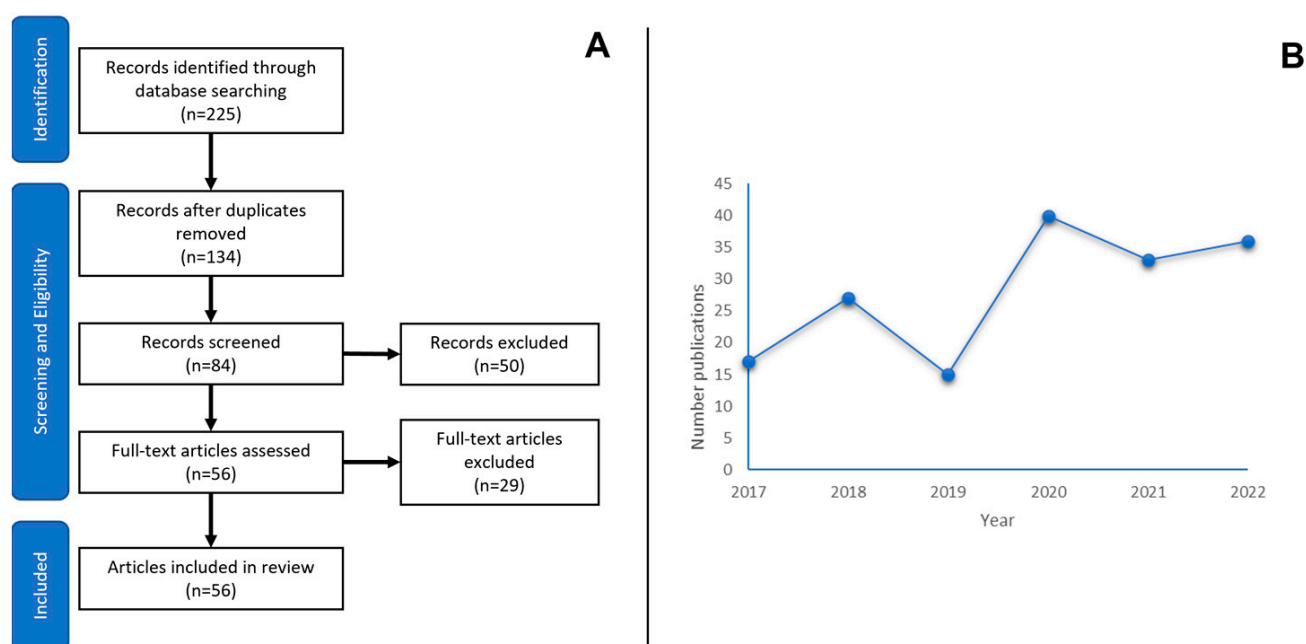 A
Identification
Records identified through
database searching
(n=225)
Screening and Eligibility
Records after duplicates
removed
(n=134)
Records screened
(n=84)
Records excluded
(n=50)
Full-text articles assessed
(n=56)
Full-text articles
excluded
(n=29)
Included
Articles included in review
(n=56)
B
Number publications
45
40
35
30
25
20
15
10
5
0
2017 2018 2019 2020 2021 2022
Year